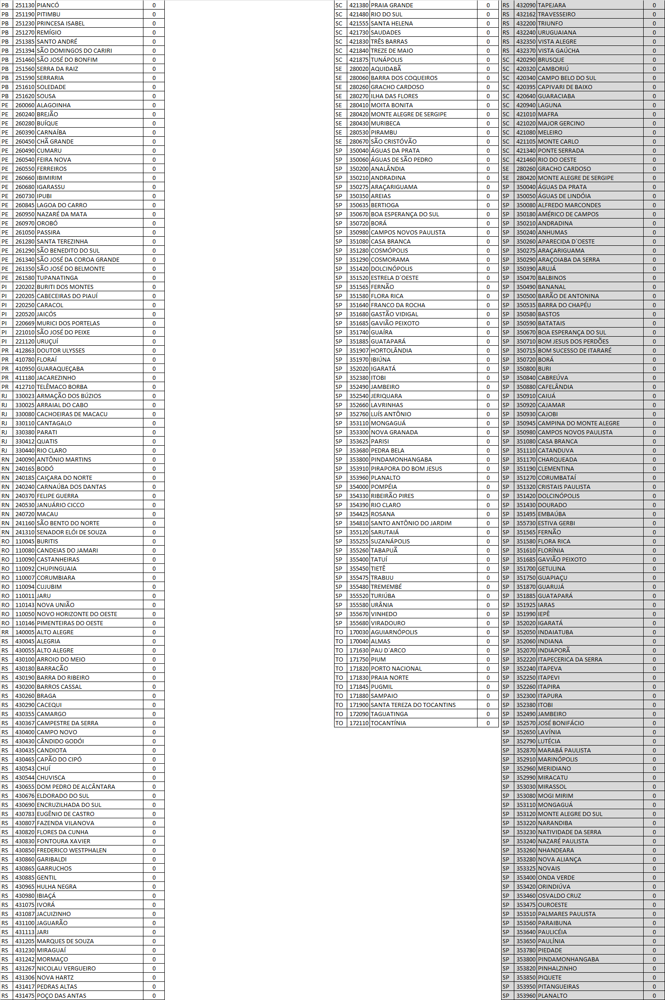 PB 251130 PIANCÓ 0
PB 251190 PITIMBU 0
PB 251230 PRINCESA ISABEL 0
PB 251270 REMÍGIO 0
PB 251385 SANTO ANDRÉ 0
PB 251394 SÃO DOMINGOS DO CARIRI 0
PB 251460 SÃO JOSÉ DO BONFIM 0
PB 251560 SERRA DA RAIZ 0
PB 251590 SERRARIA 0
PB 251610 SOLEDADE 0
PB 251620 SOUSA 0
PE 260060 ALAGOINHA 0
PE 260240 BREJÃO 0
PE 260280 BUÍQUE 0
PE 260390 CARNAÍBA 0
PE 260450 CHÃ GRANDE 0
PE 260490 CUMARU 0
PE 260540 FEIRA NOVA 0
PE 260550 FERREIROS 0
PE 260660 IBIMIRIM 0
PE 260680 IGARASSU 0
PE 260730 IPUBI 0
PE 260845 LAGOA DO CARRO 0
PE 260950 NAZARÉ DA MATA 0
PE 260970 OROBÓ 0
PE 261050 PASSIRA 0
PE 261280 SANTA TEREZINHA 0
PE 261290 SÃO BENEDITO DO SUL 0
PE 261340 SÃO JOSÉ DA COROA GRANDE 0
PE 261350 SÃO JOSÉ DO BELMONTE 0
PE 261580 TUPANATINGA 0
PI 220202 BURITI DOS MONTES 0
PI 220205 CABECEIRAS DO PIAUÍ 0
PI 220250 CARACOL 0
PI 220520 JAICÓS 0
PI 220669 MURICI DOS PORTELAS 0
PI 221010 SÃO JOSÉ DO PEIXE 0
PI 221120 URUÇUÍ 0
PR 412863 DOUTOR ULYSSES 0
PR 410780 FLORAÍ 0
PR 410950 GUARAQUEÇABA 0
PR 411180 JACAREZINHO 0
PR 412710 TELÊMACO BORBA 0
RJ 330023 ARMAÇÃO DOS BÚZIOS 0
RJ 330025 ARRAIAL DO CABO 0
RJ 330080 CACHOEIRAS DE MACACU 0
RJ 330110 CANTAGALO 0
RJ 330380 PARATI 0
RJ 330412 QUATIS 0
RJ 330440 RIO CLARO 0
RN 240090 ANTÔNIO MARTINS 0
RN 240165 BODÓ 0
RN 240185 CAIÇARA DO NORTE 0
RN 240240 CARNAÚBA DOS DANTAS 0
RN 240370 FELIPE GUERRA 0
RN 240530 JANUÁRIO CICCO 0
RN 240720 MACAU 0
RN 241160 SÃO BENTO DO NORTE 0
RN 241310 SENADOR ELÓI DE SOUZA 0
RO 110045 BURITIS 0
RO 110080 CANDEIAS DO JAMARI 0
RO 110090 CASTANHEIRAS 0
RO 110092 CHUPINGUAIA 0
RO 110007 CORUMBIARA 0
RO 110094 CUJUBIM 0
RO 110011 JARU 0
RO 110143 NOVA UNIÃO 0
RO 110050 NOVO HORIZONTE DO OESTE 0
RO 110146 PIMENTEIRAS DO OESTE 0
RR 140005 ALTO ALEGRE 0
RS 430045 ALEGRIA 0
RS 430055 ALTO ALEGRE 0
RS 430100 ARROIO DO MEIO 0
RS 430180 BARRACÃO 0
RS 430190 BARRA DO RIBEIRO 0
RS 430200 BARROS CASSAL 0
RS 430260 BRAGA 0
RS 430290 CACEQUI 0
RS 430355 CAMARGO 0
RS 430367 CAMPESTRE DA SERRA 0
RS 430400 CAMPO NOVO 0
RS 430430 CÂNDIDO GODÓI 0
RS 430435 CANDIOTA 0
RS 430465 CAPÃO DO CIPÓ 0
RS 430543 CHUÍ 0
RS 430544 CHUVISCA 0
RS 430655 DOM PEDRO DE ALCÂNTARA 0
RS 430676 ELDORADO DO SUL 0
RS 430690 ENCRUZILHADA DO SUL 0
RS 430783 EUGÊNIO DE CASTRO 0
RS 430807 FAZENDA VILANOVA 0
RS 430820 FLORES DA CUNHA 0
RS 430830 FONTOURA XAVIER 0
RS 430850 FREDERICO WESTPHALEN 0
RS 430860 GARIBALDI 0
RS 430865 GARRUCHOS 0
RS 430885 GENTIL 0
RS 430965 HULHA NEGRA 0
RS 430980 IBIAÇÁ 0
RS 431075 IVORÁ 0
RS 431087 JACUIZINHO 0
RS 431100 JAGUARÃO 0
RS 431113 JARI 0
RS 431205 MARQUES DE SOUZA 0
RS 431230 MIRAGUAÍ 0
RS 431242 MORMAÇO 0
RS 431267 NICOLAU VERGUEIRO 0
RS 431306 NOVA HARTZ 0
RS 431417 PEDRAS ALTAS 0
RS 431475 POÇO DAS ANTAS 0
SC 421380 PRAIA GRANDE 0
SC 421480 RIO DO SUL 0
SC 421555 SANTA HELENA 0
SC 421730 SAUDADES 0
SC 421830 TRÊS BARRAS 0
SC 421840 TREZE DE MAIO 0
SC 421875 TUNÁPOLIS 0
SE 280020 AQUIDABÃ 0
SE 280060 BARRA DOS COQUEIROS 0
SE 280260 GRACHO CARDOSO 0
SE 280270 ILHA DAS FLORES 0
SE 280410 MOITA BONITA 0
SE 280420 MONTE ALEGRE DE SERGIPE 0
SE 280430 MURIBECA 0
SE 280530 PIRAMBU 0
SE 280670 SÃO CRISTÓVÃO 0
SP 350040 ÁGUAS DA PRATA 0
SP 350060 ÁGUAS DE SÃO PEDRO 0
SP 350200 ANALÂNDIA 0
SP 350210 ANDRADINA 0
SP 350275 ARAÇARIGUAMA 0
SP 350350 AREIAS 0
SP 350635 BERTIOGA 0
SP 350670 BOA ESPERANÇA DO SUL 0
SP 350720 BORÁ 0
SP 350980 CAMPOS NOVOS PAULISTA 0
SP 351080 CASA BRANCA 0
SP 351280 COSMÓPOLIS 0
SP 351290 COSMORAMA 0
SP 351420 DOLCINÓPOLIS 0
SP 351520 ESTRELA D´OESTE 0
SP 351565 FERNÃO 0
SP 351580 FLORA RICA 0
SP 351640 FRANCO DA ROCHA 0
SP 351680 GASTÃO VIDIGAL 0
SP 351685 GAVIÃO PEIXOTO 0
SP 351740 GUAÍRA 0
SP 351885 GUATAPARÁ 0
SP 351907 HORTOLÂNDIA 0
SP 351970 IBIÚNA 0
SP 352020 IGARATÁ 0
SP 352380 ITOBI 0
SP 352490 JAMBEIRO 0
SP 352540 JERIQUARA 0
SP 352660 LAVRINHAS 0
SP 352760 LUÍS ANTÔNIO 0
SP 353110 MONGAGUÁ 0
SP 353300 NOVA GRANADA 0
SP 353625 PARISI 0
SP 353680 PEDRA BELA 0
SP 353800 PINDAMONHANGABA 0
SP 353910 PIRAPORA DO BOM JESUS 0
SP 353960 PLANALTO 0
SP 354000 POMPÉIA 0
SP 354330 RIBEIRÃO PIRES 0
SP 354390 RIO CLARO 0
SP 354425 ROSANA 0
SP 354810 SANTO ANTÔNIO DO JARDIM 0
SP 355120 SARUTAIÁ 0
SP 355255 SUZANÁPOLIS 0
SP 355260 TABAPUÃ 0
SP 355400 TATUÍ 0
SP 355450 TIETÊ 0
SP 355475 TRABIJU 0
SP 355480 TREMEMBÉ 0
SP 355520 TURIÚBA 0
SP 355580 URÂNIA 0
SP 355670 VINHEDO 0
SP 355680 VIRADOURO 0
TO 170030 AGUIARNÓPOLIS 0
TO 170040 ALMAS 0
TO 171630 PAU D´ARCO 0
TO 171750 PIUM 0
TO 171820 PORTO NACIONAL 0
TO 171830 PRAIA NORTE 0
TO 171845 PUGMIL 0
TO 171880 SAMPAIO 0
TO 171900 SANTA TEREZA DO TOCANTINS 0
TO 172090 TAGUATINGA 0
TO 172110 TOCANTÍNIA 0
RS 432090 TAPEJARA 0
RS 432162 TRAVESSEIRO 0
RS 432200 TRIUNFO 0
RS 432240 URUGUAIANA 0
RS 432350 VISTA ALEGRE 0
RS 432370 VISTA GAÚCHA 0
SC 420290 BRUSQUE 0
SC 420320 CAMBORIÚ 0
SC 420340 CAMPO BELO DO SUL 0
SC 420395 CAPIVARI DE BAIXO 0
SC 420640 GUARACIABA 0
SC 420940 LAGUNA 0
SC 421010 MAFRA 0
SC 421020 MAJOR GERCINO 0
SC 421080 MELEIRO 0
SC 421105 MONTE CARLO 0
SC 421340 PONTE SERRADA 0
SC 421460 RIO DO OESTE 0
SE 280260 GRACHO CARDOSO 0
SE 280420 MONTE ALEGRE DE SERGIPE 0
SP 350040 ÁGUAS DA PRATA 0
SP 350050 ÁGUAS DE LINDÓIA 0
SP 350080 ALFREDO MARCONDES 0
SP 350180 AMÉRICO DE CAMPOS 0
SP 350210 ANDRADINA 0
SP 350240 ANHUMAS 0
SP 350260 APARECIDA D´OESTE 0
SP 350275 ARAÇARIGUAMA 0
SP 350290 ARAÇOIABA DA SERRA 0
SP 350390 ARUJÁ 0
SP 350470 BALBINOS 0
SP 350490 BANANAL 0
SP 350500 BARÃO DE ANTONINA 0
SP 350535 BARRA DO CHAPÉU 0
SP 350580 BASTOS 0
SP 350590 BATATAIS 0
SP 350670 BOA ESPERANÇA DO SUL 0
SP 350710 BOM JESUS DOS PERDÕES 0
SP 350715 BOM SUCESSO DE ITARARÉ 0
SP 350720 BORÁ 0
SP 350800 BURI 0
SP 350840 CABREÚVA 0
SP 350880 CAFELÂNDIA 0
SP 350910 CAIUÁ 0
SP 350920 CAJAMAR 0
SP 350930 CAJOBI 0
SP 350945 CAMPINA DO MONTE ALEGRE 0
SP 350980 CAMPOS NOVOS PAULISTA 0
SP 351080 CASA BRANCA 0
SP 351110 CATANDUVA 0
SP 351170 CHARQUEADA 0
SP 351190 CLEMENTINA 0
SP 351270 CORUMBATAÍ 0
SP 351320 CRISTAIS PAULISTA 0
SP 351420 DOLCINÓPOLIS 0
SP 351430 DOURADO 0
SP 351495 EMBAÚBA 0
SP 355730 ESTIVA GERBI 0
SP 351565 FERNÃO 0
SP 351580 FLORA RICA 0
SP 351610 FLORÍNIA 0
SP 351685 GAVIÃO PEIXOTO 0
SP 351700 GETULINA 0
SP 351750 GUAPIAÇU 0
SP 351870 GUARUJÁ 0
SP 351885 GUATAPARÁ 0
SP 351925 IARAS 0
SP 351990 IEPÊ 0
SP 352020 IGARATÁ 0
SP 352050 INDAIATUBA 0
SP 352060 INDIANA 0
SP 352070 INDIAPORÃ 0
SP 352220 ITAPECERICA DA SERRA 0
SP 352240 ITAPEVA 0
SP 352250 ITAPEVI 0
SP 352260 ITAPIRA 0
SP 352300 ITAPURA 0
SP 352380 ITOBI 0
SP 352490 JAMBEIRO 0
SP 352570 JOSÉ BONIFÁCIO 0
SP 352650 LAVÍNIA 0
SP 352790 LUTÉCIA 0
SP 352870 MARABÁ PAULISTA 0
SP 352910 MARINÓPOLIS 0
SP 352960 MERIDIANO 0
SP 352990 MIRACATU 0
SP 353030 MIRASSOL 0
SP 353080 MOGI MIRIM 0
SP 353110 MONGAGUÁ 0
SP 353120 MONTE ALEGRE DO SUL 0
SP 353220 NARANDIBA 0
SP 353230 NATIVIDADE DA SERRA 0
SP 353240 NAZARÉ PAULISTA 0
SP 353260 NHANDEARA 0
SP 353280 NOVA ALIANÇA 0
SP 353325 NOVAIS 0
SP 353400 ONDA VERDE 0
SP 353420 ORINDIÚVA 0
SP 353460 OSVALDO CRUZ 0
SP 353475 OUROESTE 0
SP 353510 PALMARES PAULISTA 0
SP 353560 PARAIBUNA 0
SP 353640 PAULICÉIA 0
SP 353650 PAULÍNIA 0
SP 353780 PIEDADE 0
SP 353800 PINDAMONHANGABA 0
SP 353820 PINHALZINHO 0
SP 353850 PIQUETE 0
SP 353950 PITANGUEIRAS 0
SP 353960 PLANALTO 0